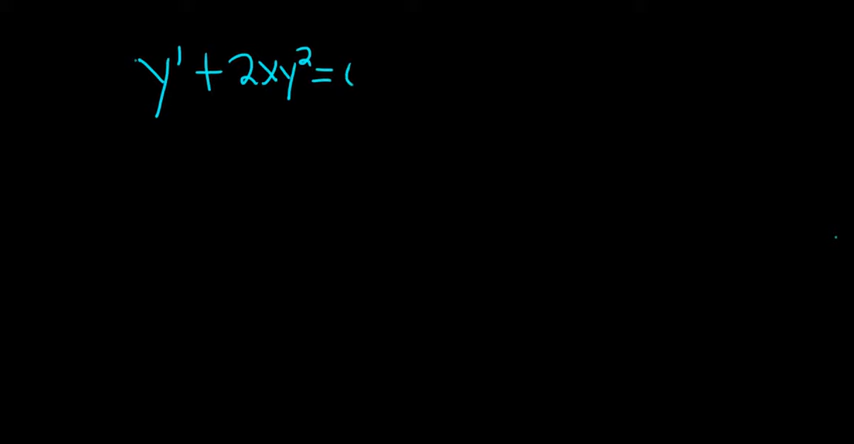 y' + 2xy² = (